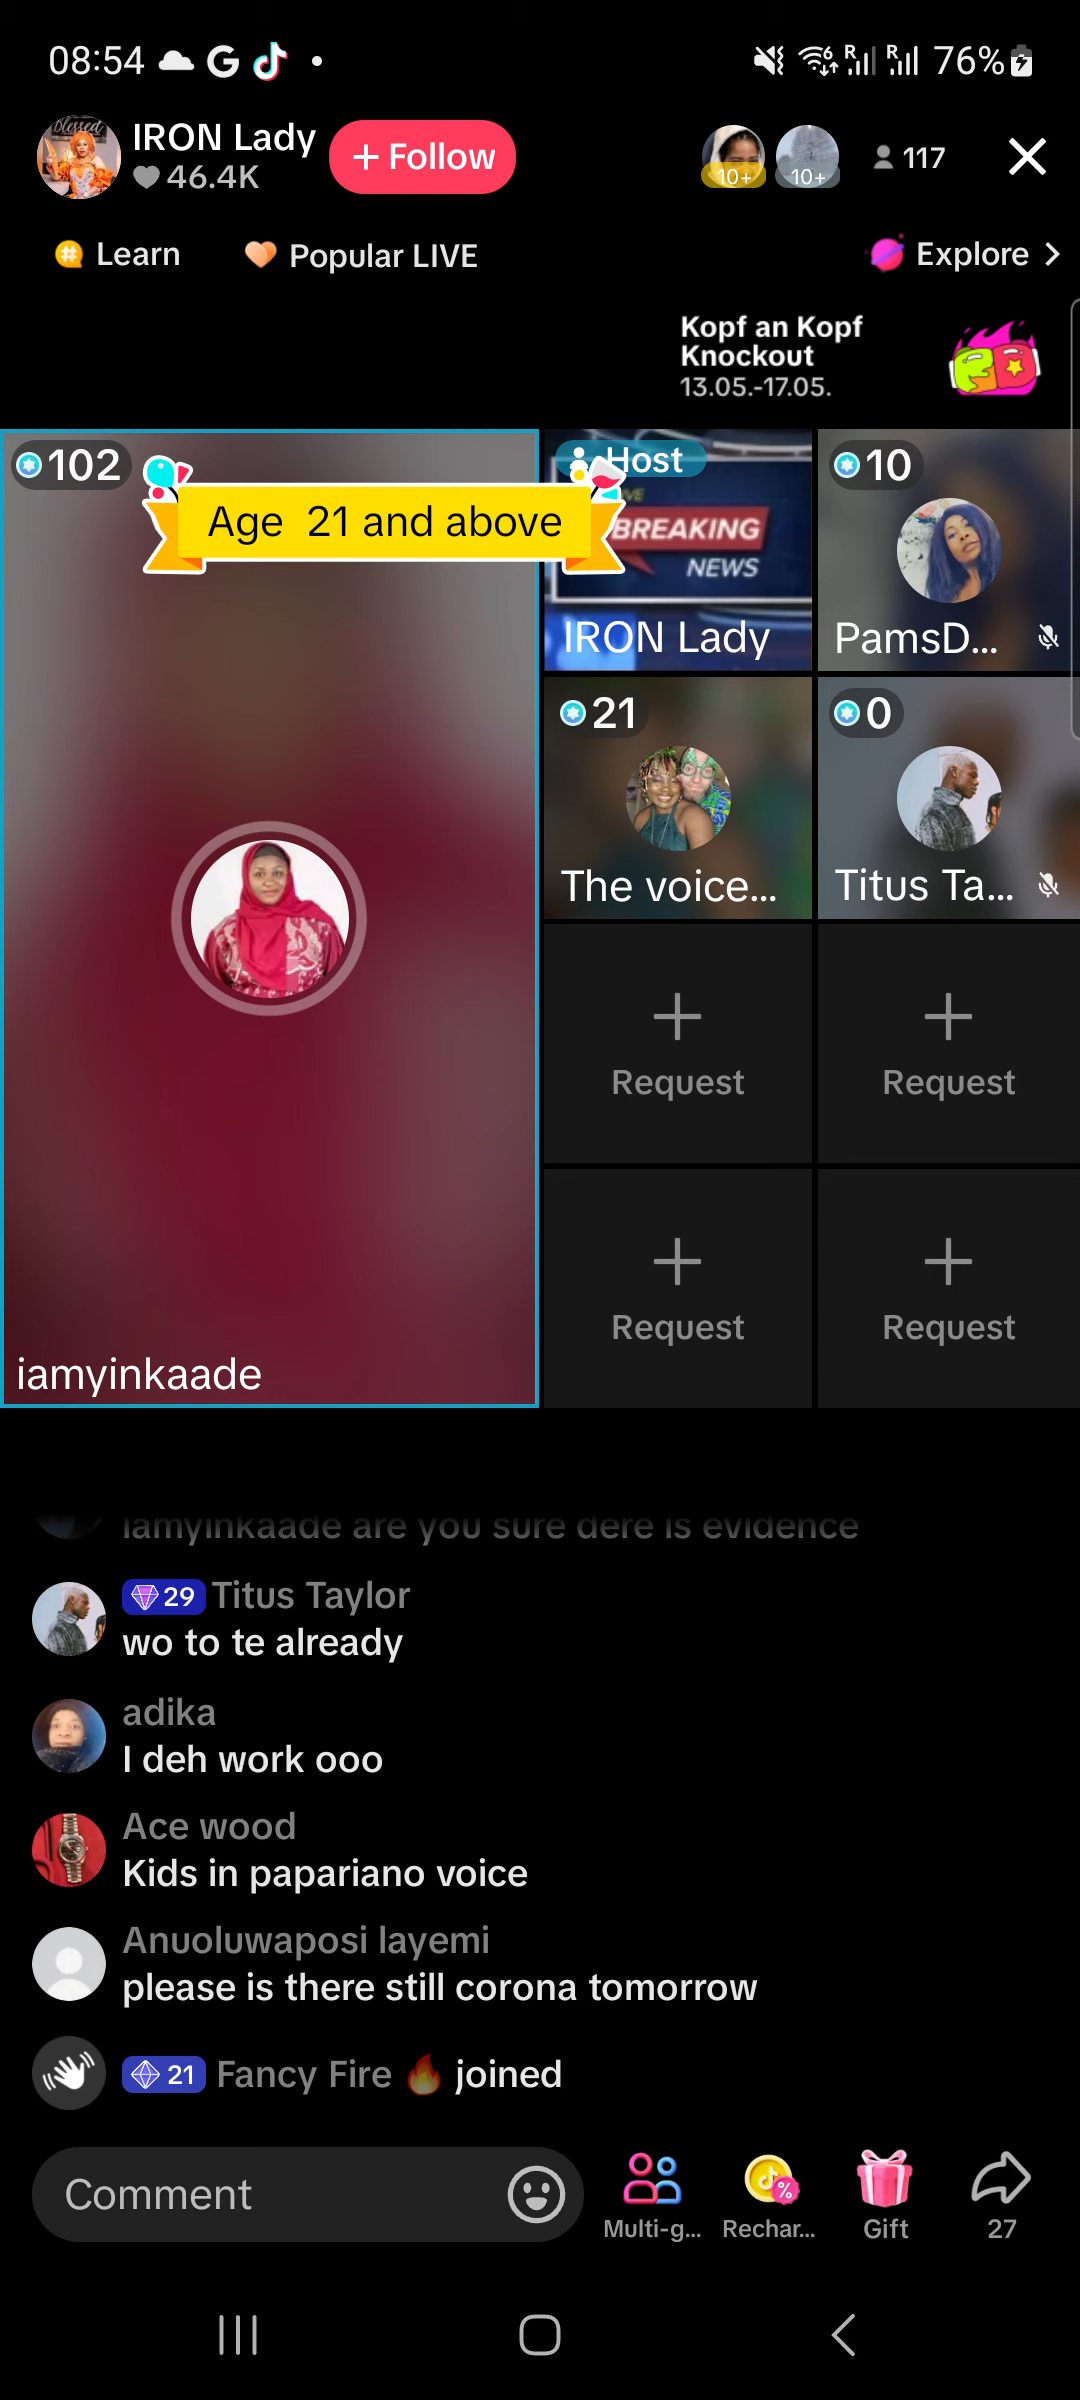 08:54
76%
IRON Lady
46.4K
+ Follow
10+
10+
117
Learn
Popular LIVE
Explore
Kopf an Kopf
Knockout
13.05.-17.05.
102
Age 21 and above
Host
BREAKING
NEWS
IRON Lady
10
PamsD...
21
The voice...
0
Titus Ta...
Request
Request
Request
Request
iamyinkaade
iamyinkaade are you sure dere is evidence
29 Titus Taylor
wo to te already
adika
I deh work ooo
Ace wood
Kids in papariano voice
Anuoluwaposi layemi
please is there still corona tomorrow
21 Fancy Fire 🔥 joined
Comment
Multi-g...
Rechar...
Gift
27